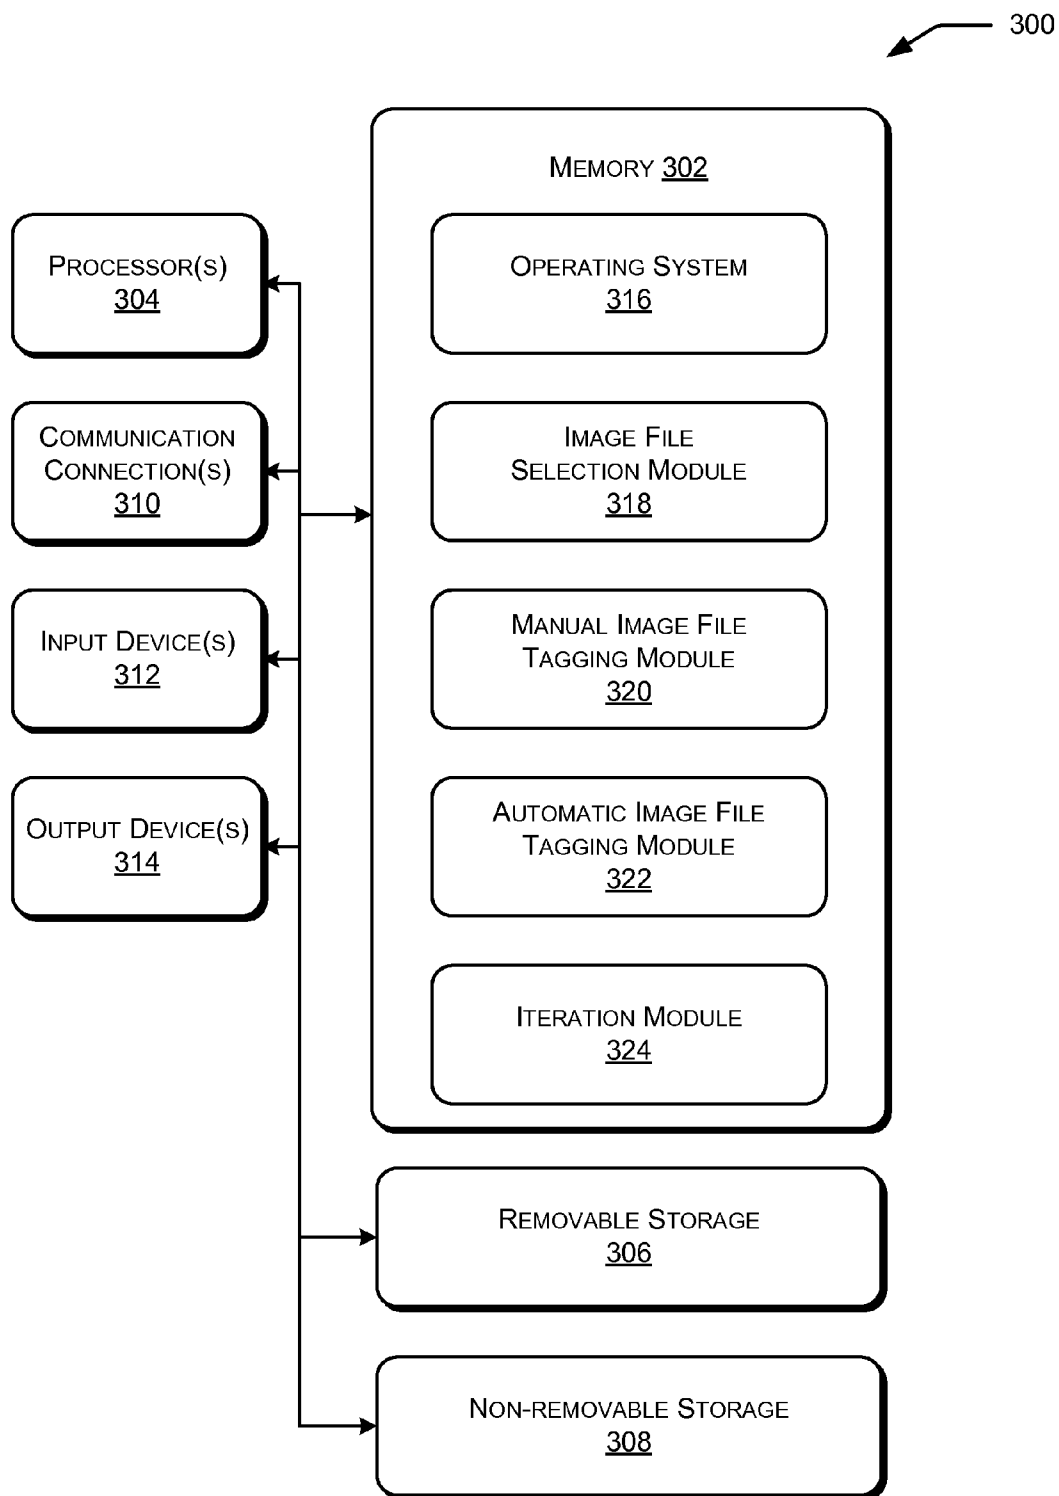 300
MEMORY 302
PROCESSOR(S)
304
COMMUNICATION
CONNECTION(S)
310
INPUT DEVICE(S)
312
OUTPUT DEVICE(S)
314
OPERATING SYSTEM
316
IMAGE FILE
SELECTION MODULE
318
MANUAL IMAGE FILE
TAGGING MODULE
320
AUTOMATIC IMAGE FILE
TAGGING MODULE
322
ITERATION MODULE
324
REMOVABLE STORAGE
306
NON-REMOVABLE STORAGE
308